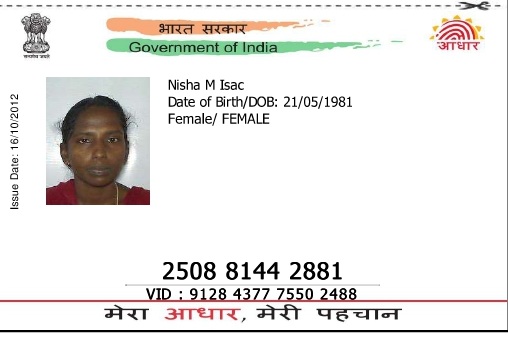 भारत सरकार
Government of India
आधार
Issue Date: 16/10/2012
Nisha M Isac
Date of Birth/DOB: 21/05/1981
Female/ FEMALE
2508 8144 2881
VID : 9128 4377 7550 2488
मेरा आधार, मेरी पहचान